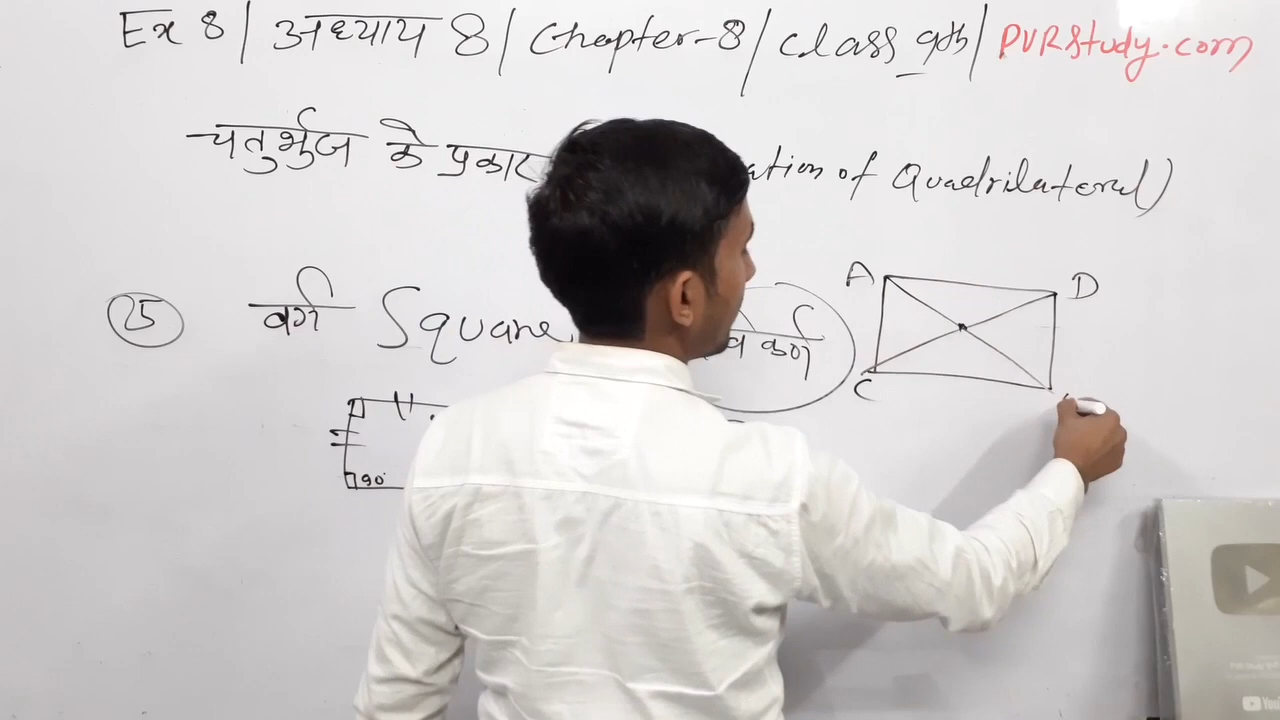 Ex 8 | अध्याय 8 | Chapter-8 | Class 9th | PVRStudy.com
चतुर्भुज के प्रकार ation of Quadrilateral)
25 वर्ग Square
A D
C
90°